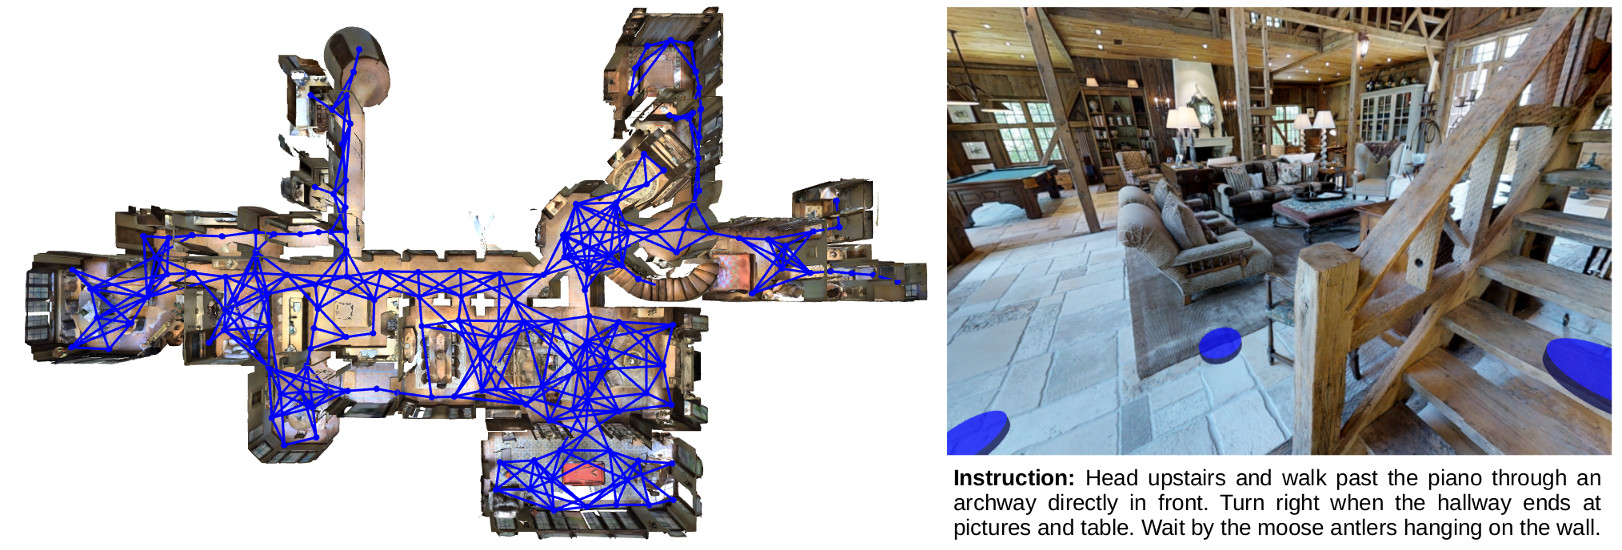 Instruction: Head upstairs and walk past the piano through an
archway directly in front. Turn right when the hallway ends at
pictures and table. Wait by the moose antlers hanging on the wall.